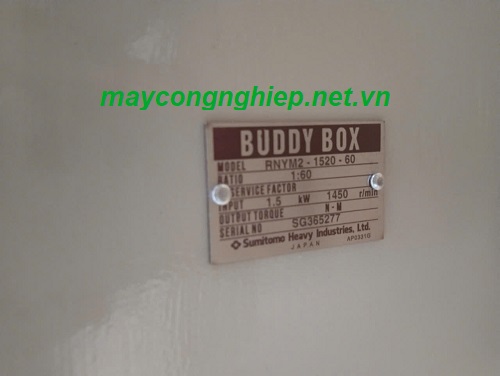 maycongnghiep.net.vn
BUDDY BOX
MODEL RNYM2-1520-60
RATIO 1:60
SERVICE FACTOR
INPUT 1.5 kW 1450 r/min
OUTPUT TORQUE N-M
SERIAL NO SG365277
Sumitomo Heavy Industries, Ltd.
JAPAN AP0321G